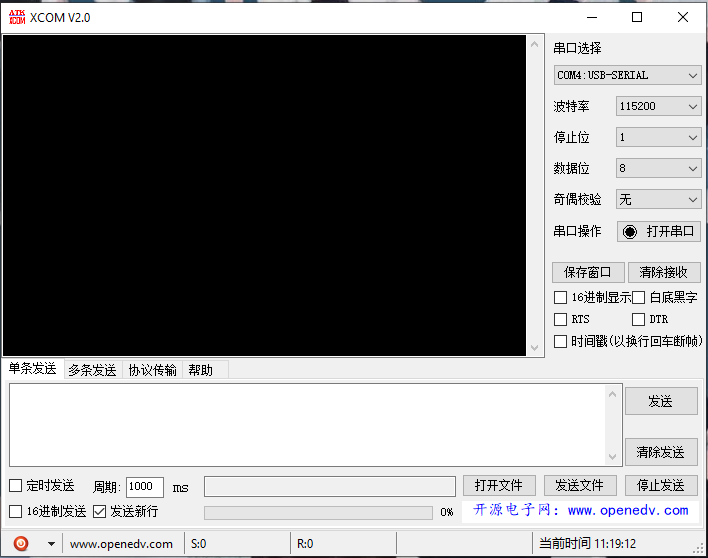 ATK XCOM XCOM V2.0
串口选择
COM4:USB-SERIAL
波特率 115200
停止位 1
数据位 8
奇偶校验 无
串口操作 打开串口
保存窗口 清除接收
16进制显示 白底黑字
RTS DTR
时间戳(以换行回车断帧)
单条发送 多条发送 协议传输 帮助
发送
清除发送
定时发送 周期: 1000 ms 打开文件 发送文件 停止发送
16进制发送 发送新行 0% 开源电子网: www.openedv.com
www.openedv.com S:0 R:0 当前时间 11:19:12